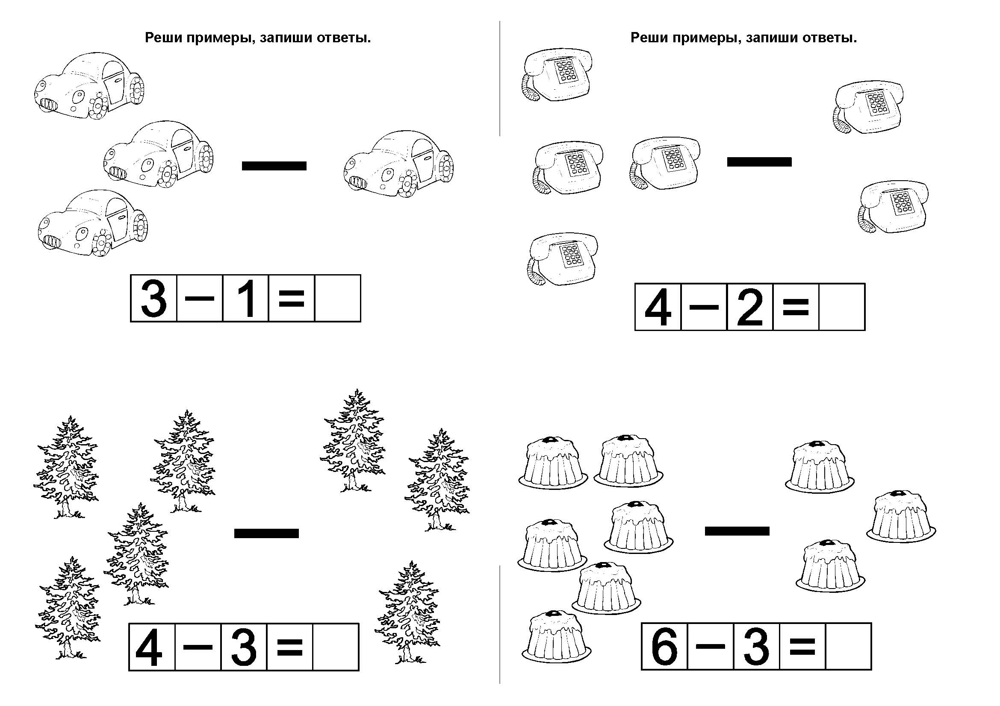 Реши примеры, запиши ответы.
3 – 1 =
4 – 3 =
Реши примеры, запиши ответы.
4 – 2 =
6 – 3 =